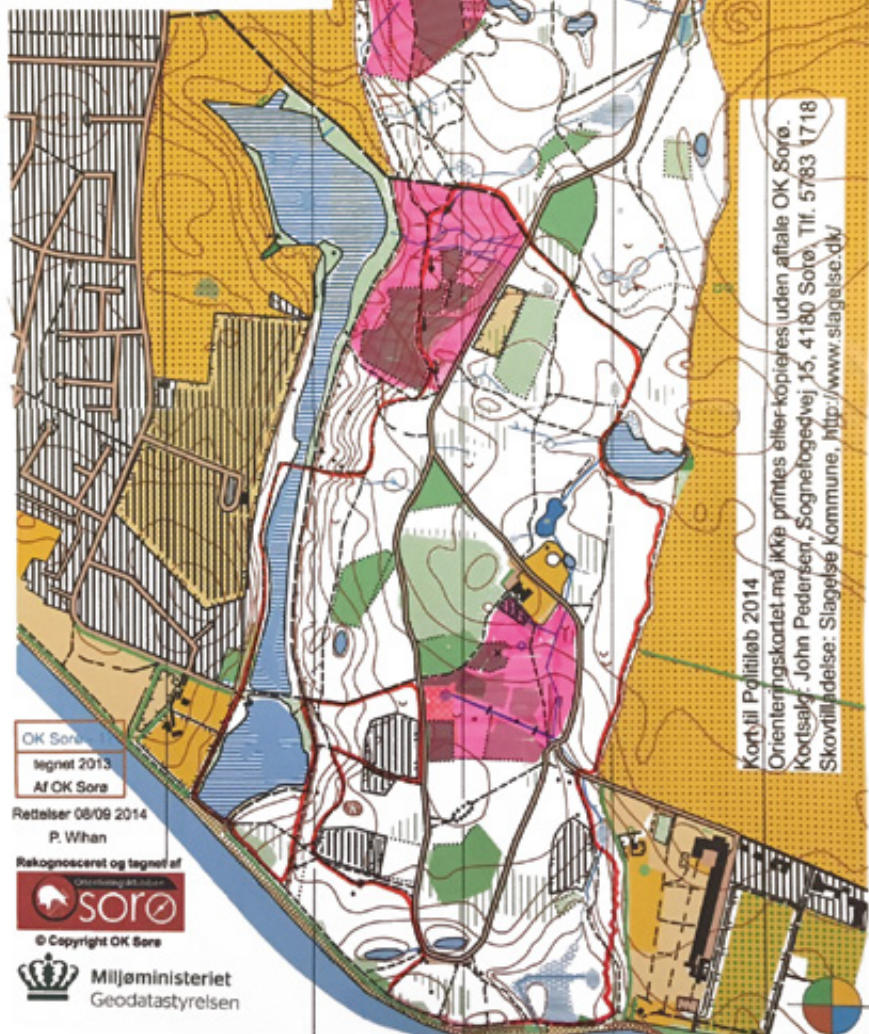 Kort til Politiløb 2014
Orienteringskortet må ikke printes eller kopieres uden aftale OK Sorø.
Kortsalg: John Pedersen, Sognefogedvej 15, 4180 Sorø. Tlf. 5783 1718
Skovtilladelse: Slagelse Kommune, http://www.slagelse.dk/
OK Sorø
tegnet 2013
Af OK Sorø
Rettelser 08/09 2014
P. Wihan
Rekognosceret og tegnet af
Orienteringsklubben
sorø
© Copyright OK Sorø
Miljøministeriet
Geodatastyrelsen